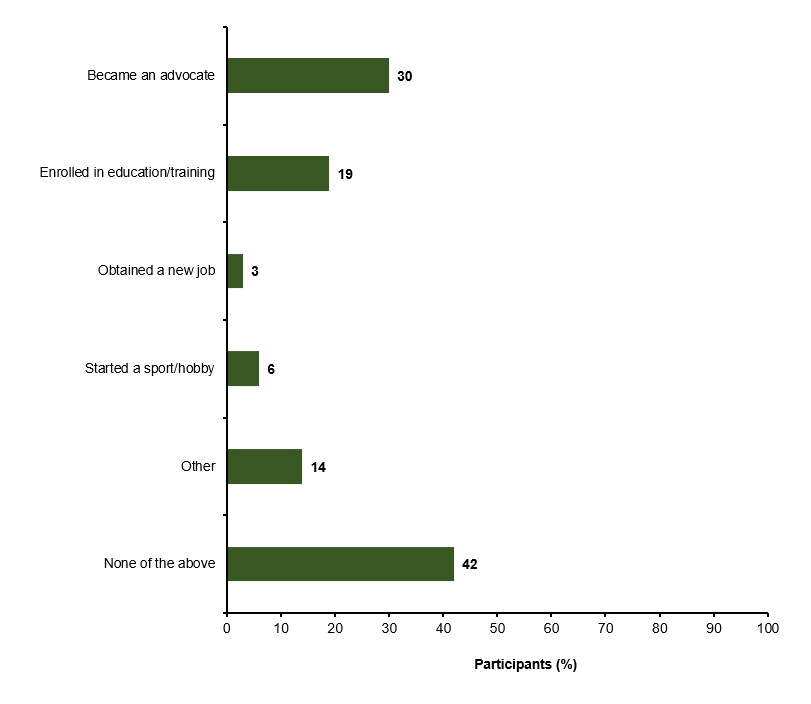 Became an advocate 30
Enrolled in education/training 19
Obtained a new job 3
Started a sport/hobby 6
Other 14
None of the above 42
0 10 20 30 40 50 60 70 80 90 100
Participants (%)